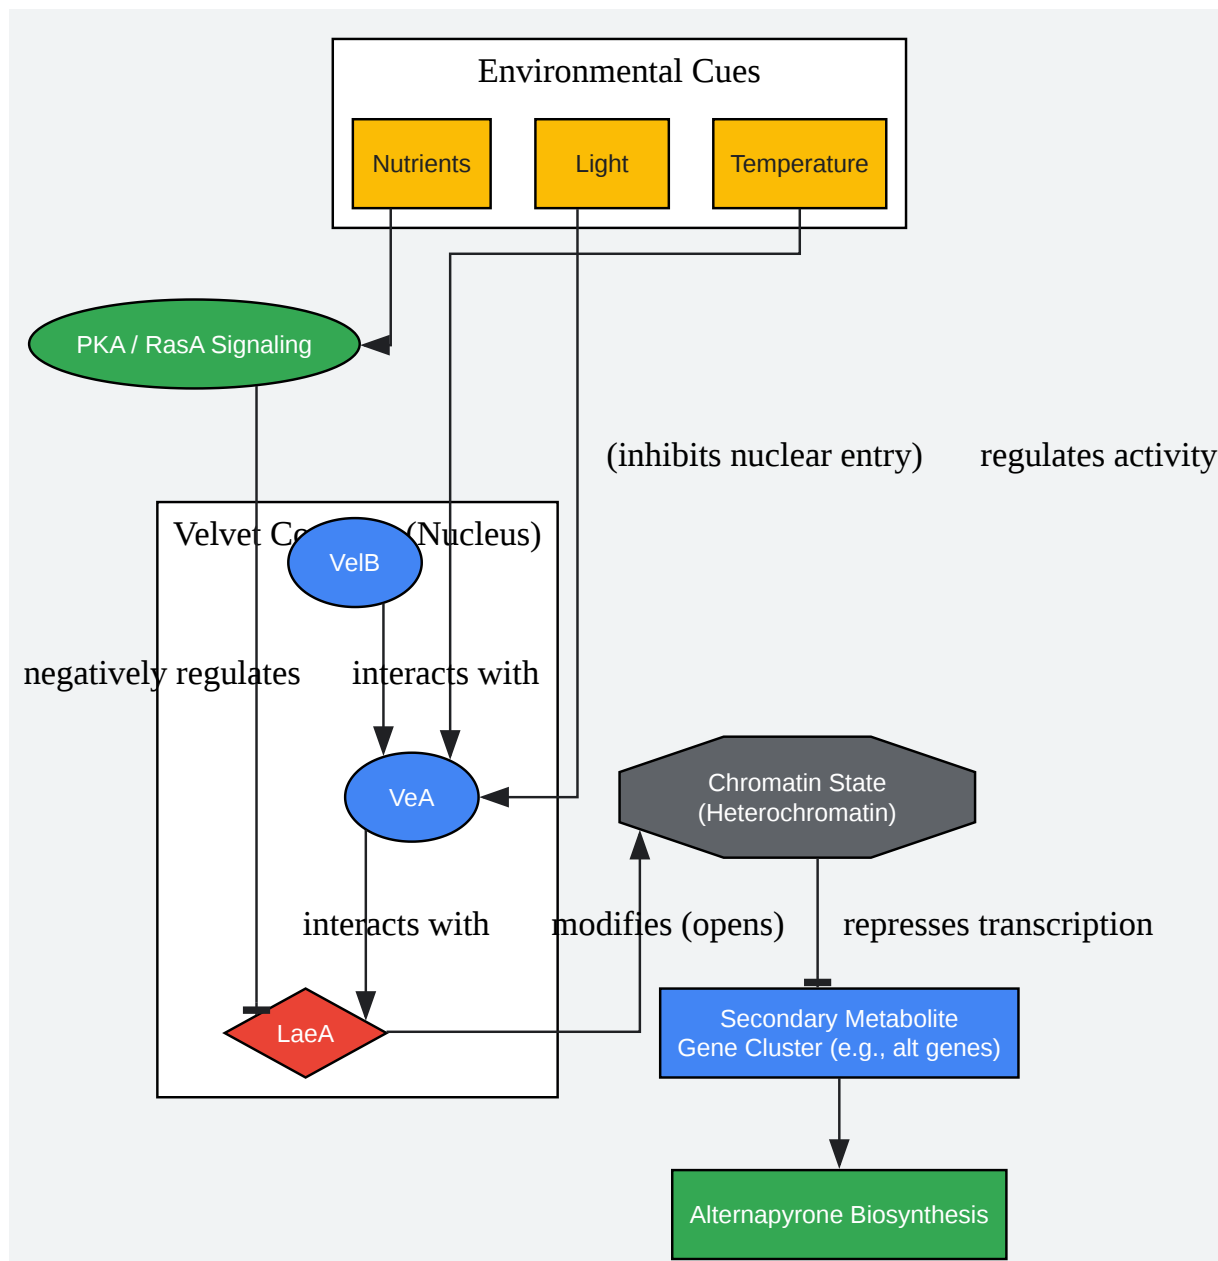 Environmental Cues
Nutrients
Light
Temperature
PKA / RasA Signaling
(inhibits nuclear entry)
regulates activity
Velvet (Nucleus)
VelB
negatively regulates
interacts with
VeA
Chromatin State
(Heterochromatin)
interacts with
modifies (opens)
represses transcription
LaeA
Secondary Metabolite
Gene Cluster (e.g., alt genes)
Alternapyrone Biosynthesis